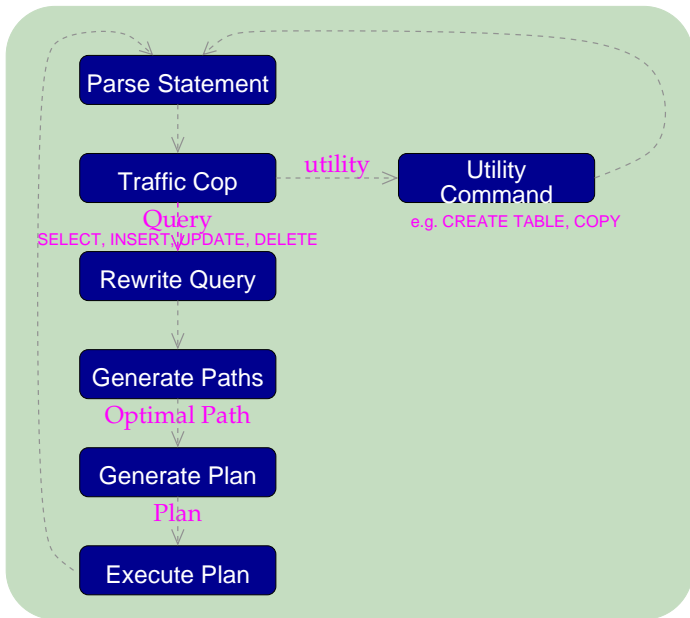 Parse Statement
Traffic Cop
utility
Utility
Command
Query
SELECT, INSERT, UPDATE, DELETE
e.g. CREATE TABLE, COPY
Rewrite Query
Generate Paths
Optimal Path
Generate Plan
Plan
Execute Plan